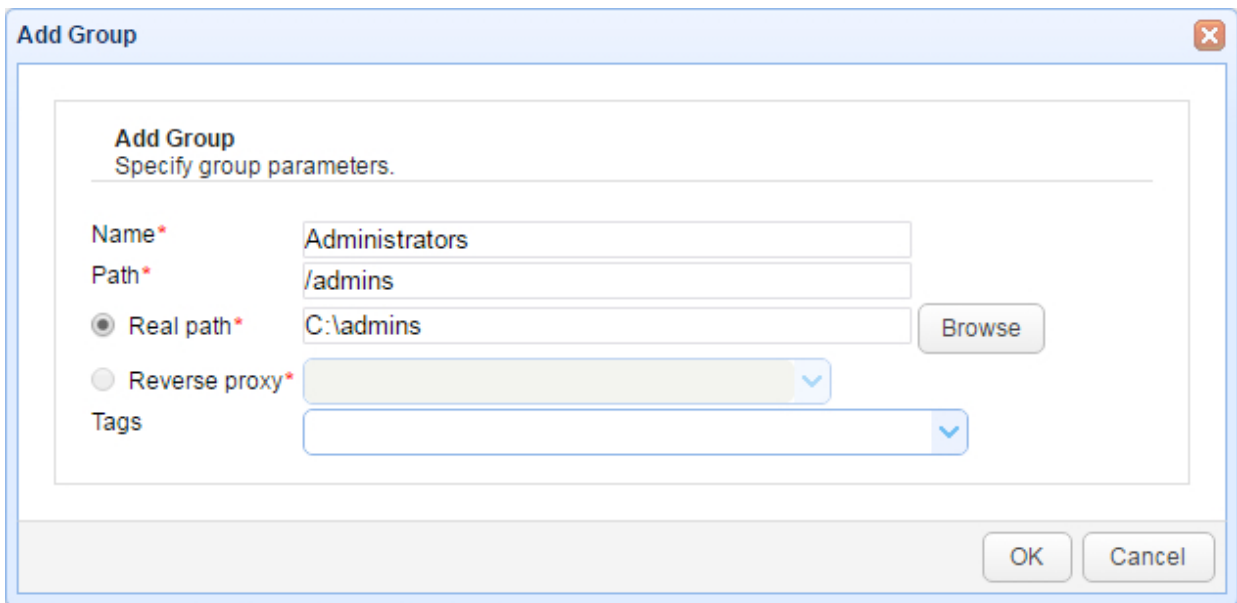 Add Group
Add Group
Specify group parameters.
Name* Administrators
Path* /admins
Real path* C:\admins Browse
Reverse proxy*
Tags
OK Cancel